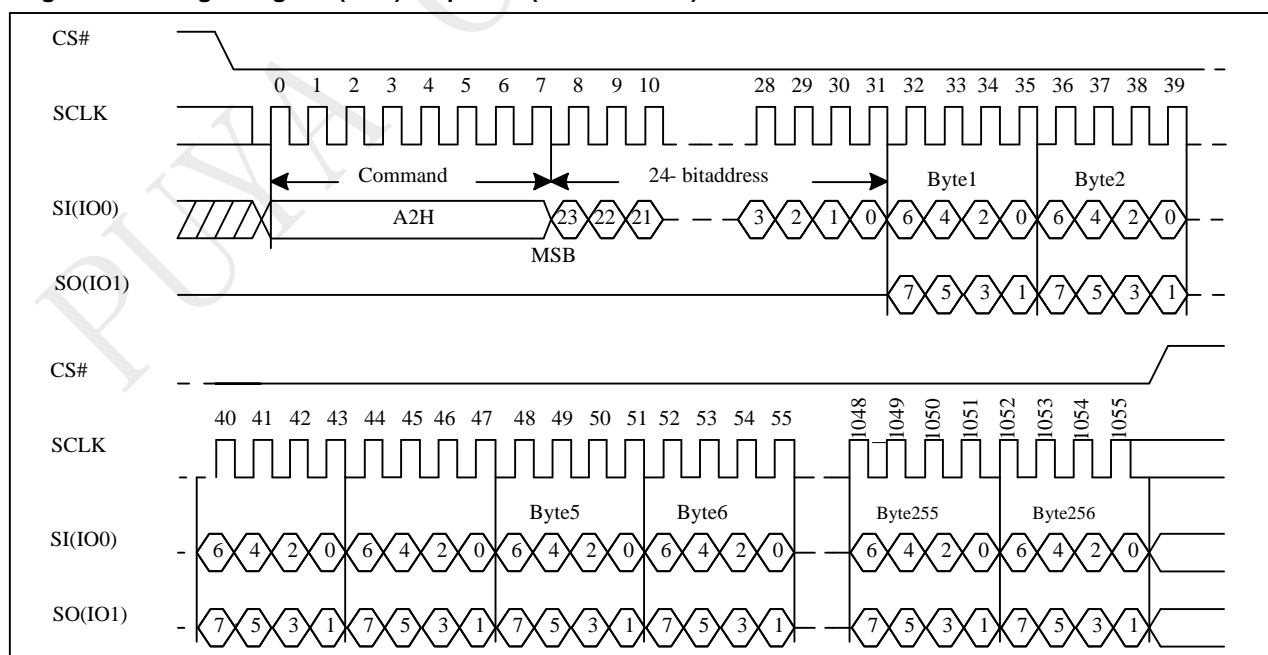 CS#
0 1 2 3 4 5 6 7 8 9 10 28 29 30 31 32 33 34 35 36 37 38 39
SCLK
Command 24- bitaddress Byte1 Byte2
SI(IO0) A2H 23 22 21 3 2 1 0 6 4 2 0 6 4 2 0
MSB
SO(IO1) 7 5 3 1 7 5 3 1
CS#
40 41 42 43 44 45 46 47 48 49 50 51 52 53 54 55 1048 1049 1050 1051 1052 1053 1054 1055
SCLK
Byte5 Byte6 Byte255 Byte256
SI(IO0) 6 4 2 0 6 4 2 0 6 4 2 0 6 4 2 0 6 4 2 0 6 4 2 0
SO(IO1) 7 5 3 1 7 5 3 1 7 5 3 1 7 5 3 1 7 5 3 1 7 5 3 1
PUYA